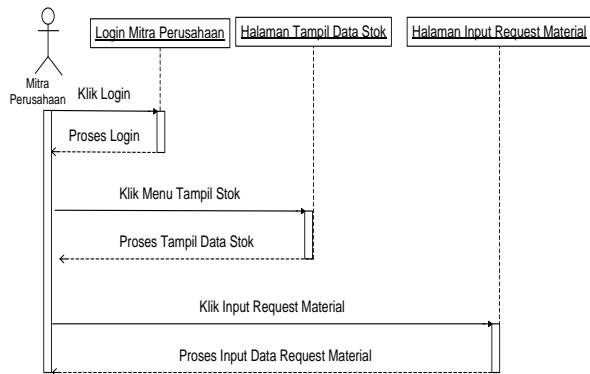 Login Mitra Perusahaan
Halaman Tampil Data Stok
Halaman Input Request Material
Mitra
Perusahaan
Klik Login
Proses Login
Klik Menu Tampil Stok
Proses Tampil Data Stok
Klik Input Request Material
Proses Input Data Request Material